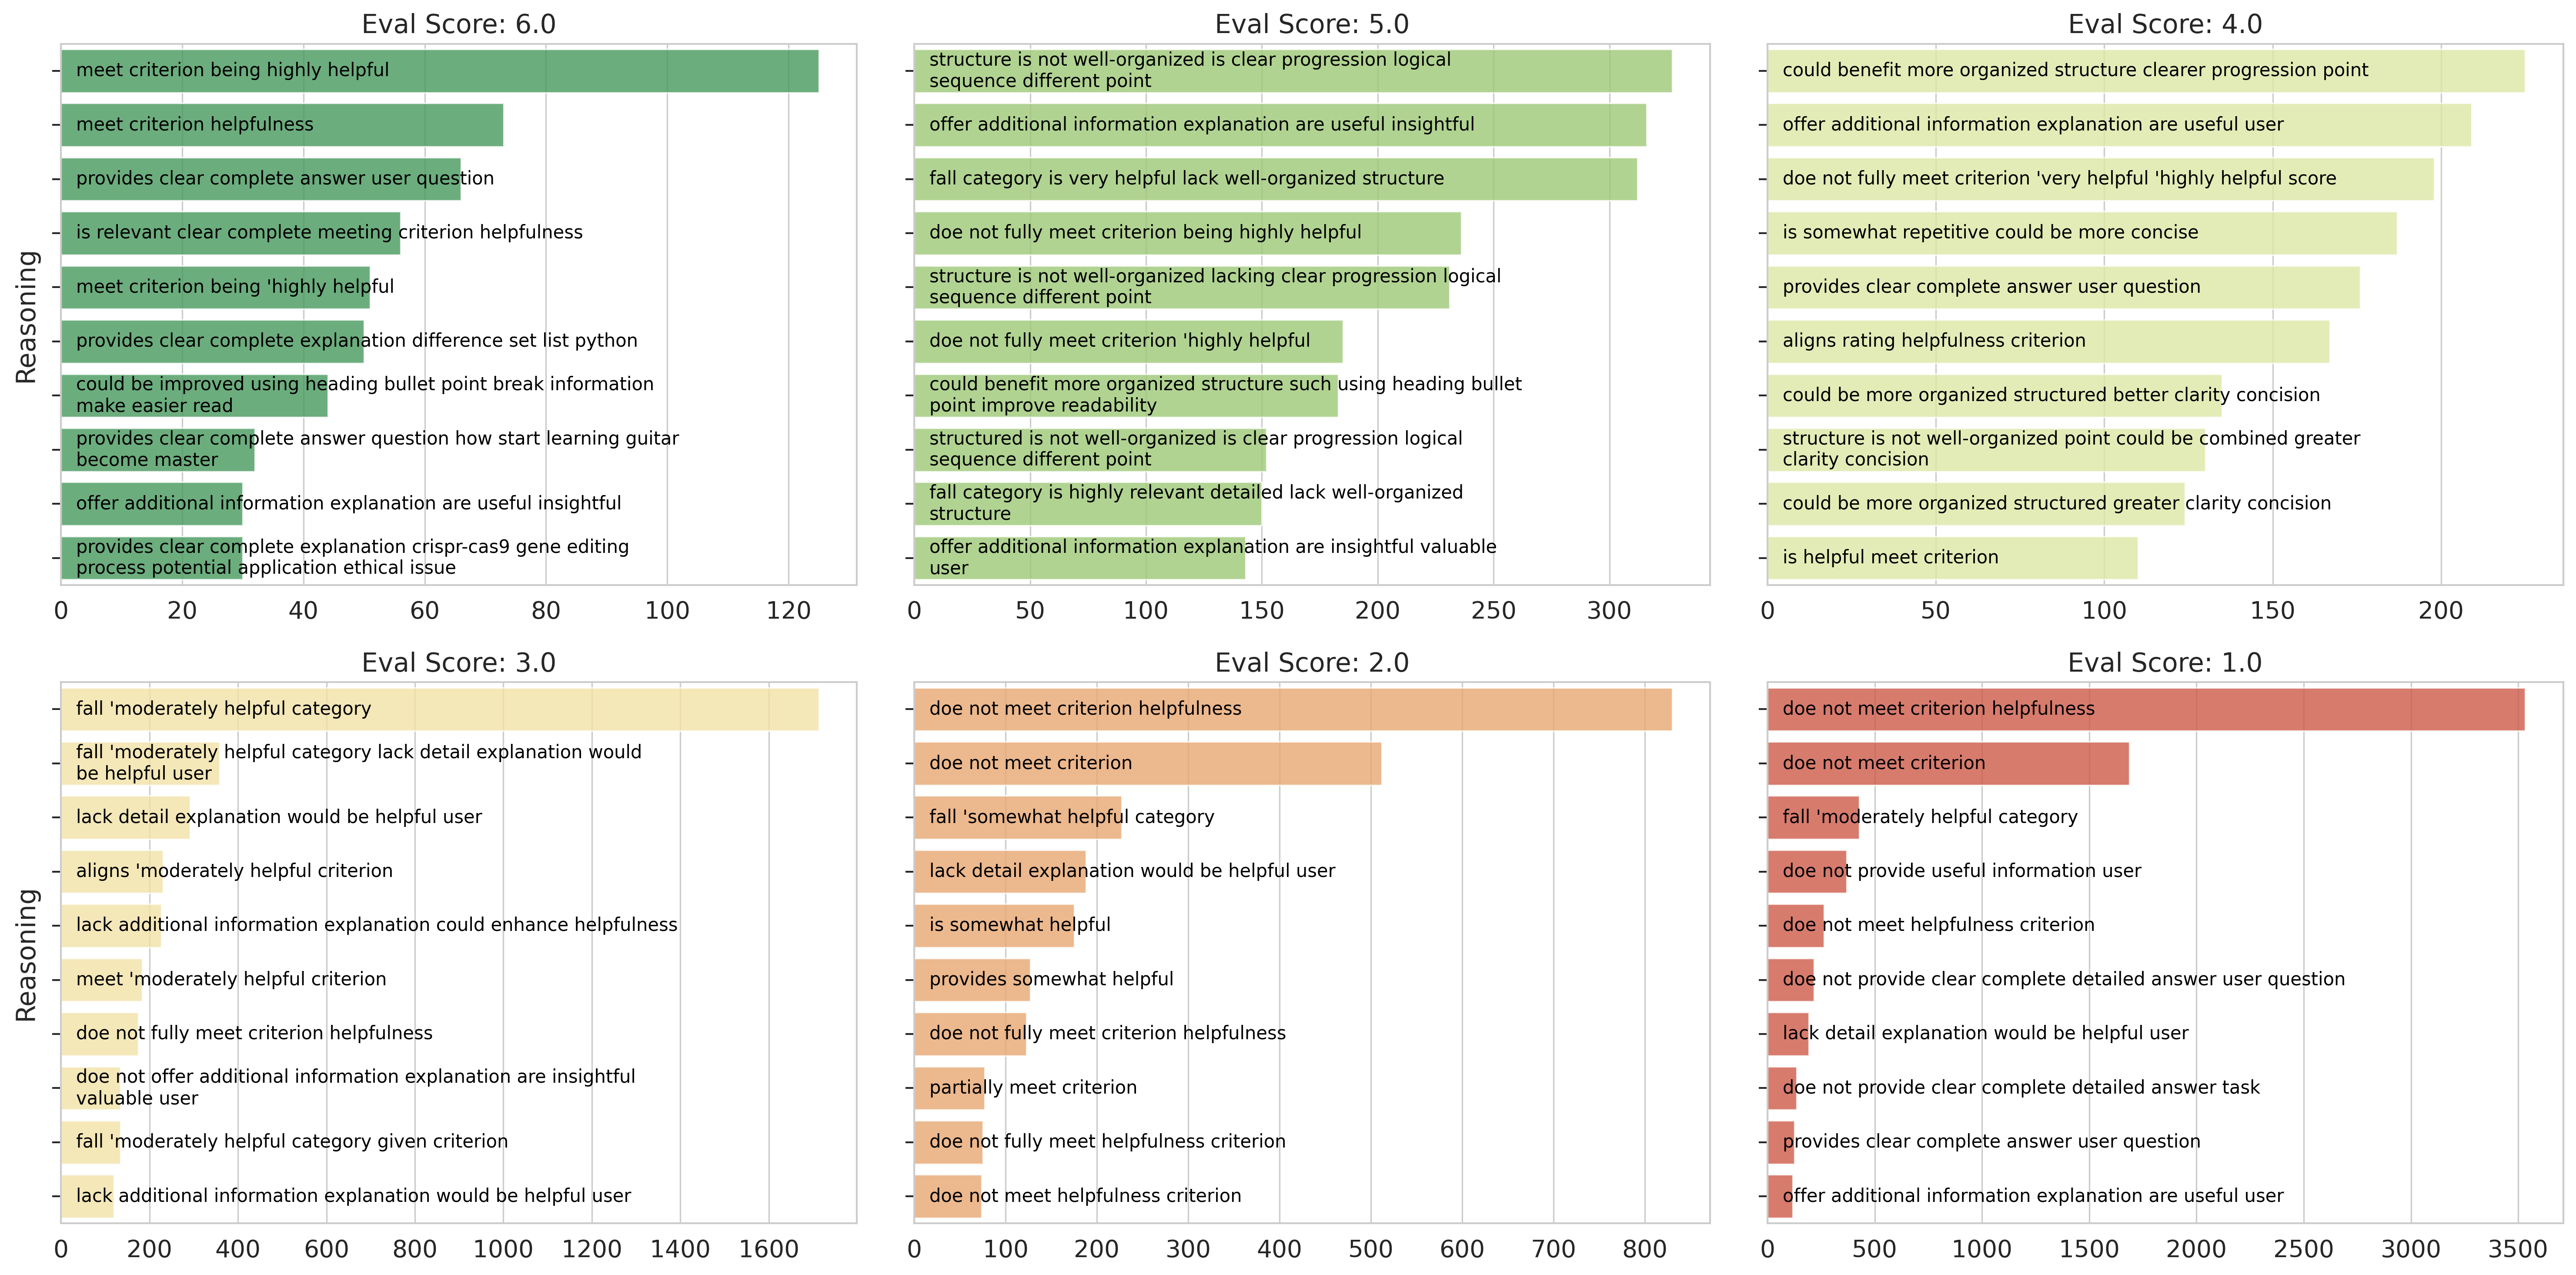 Eval Score: 6.0
Reasoning
meet criterion being highly helpful
meet criterion helpfulness
provides clear complete answer user question
is relevant clear complete meeting criterion helpfulness
meet criterion being 'highly helpful
provides clear complete explanation difference set list python
could be improved using heading bullet point break information
make easier read
provides clear complete answer question how start learning guitar
become master
offer additional information explanation are useful insightful
provides clear complete explanation crispr-cas9 gene editing
process potential application ethical issue
0 20 40 60 80 100 120
Eval Score: 5.0
structure is not well-organized is clear progression logical
sequence different point
offer additional information explanation are useful insightful
fall category is very helpful lack well-organized structure
doe not fully meet criterion being highly helpful
structure is not well-organized lacking clear progression logical
sequence different point
doe not fully meet criterion 'highly helpful
could benefit more organized structure such using heading bullet
point improve readability
structured is not well-organized is clear progression logical
sequence different point
fall category is highly relevant detailed lack well-organized
structure
offer additional information explanation are insightful valuable
user
0 50 100 150 200 250 300
Eval Score: 4.0
could benefit more organized structure clearer progression point
offer additional information explanation are useful user
doe not fully meet criterion 'very helpful 'highly helpful score
is somewhat repetitive could be more concise
provides clear complete answer user question
aligns rating helpfulness criterion
could be more organized structured better clarity concision
structure is not well-organized point could be combined greater
clarity concision
could be more organized structured greater clarity concision
is helpful meet criterion
0 50 100 150 200
Eval Score: 3.0
Reasoning
fall 'moderately helpful category
fall 'moderately helpful category lack detail explanation would
be helpful user
lack detail explanation would be helpful user
aligns 'moderately helpful criterion
lack additional information explanation could enhance helpfulness
meet 'moderately helpful criterion
doe not fully meet criterion helpfulness
doe not offer additional information explanation are insightful
valuable user
fall 'moderately helpful category given criterion
lack additional information explanation would be helpful user
0 200 400 600 800 1000 1200 1400 1600
Eval Score: 2.0
doe not meet criterion helpfulness
doe not meet criterion
fall 'somewhat helpful category
lack detail explanation would be helpful user
is somewhat helpful
provides somewhat helpful
doe not fully meet criterion helpfulness
partially meet criterion
doe not fully meet helpfulness criterion
doe not meet helpfulness criterion
0 100 200 300 400 500 600 700 800
Eval Score: 1.0
doe not meet criterion helpfulness
doe not meet criterion
fall 'moderately helpful category
doe not provide useful information user
doe not meet helpfulness criterion
doe not provide clear complete detailed answer user question
lack detail explanation would be helpful user
doe not provide clear complete detailed answer task
provides clear complete answer user question
offer additional information explanation are useful user
0 500 1000 1500 2000 2500 3000 3500